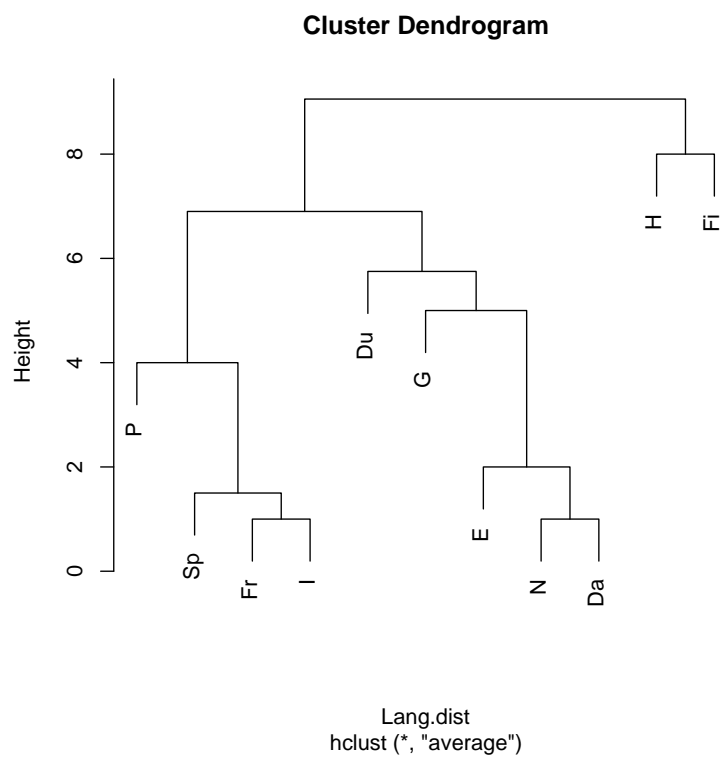 Cluster Dendrogram
Height
8
6
4
2
0
H
Fi
Du
G
P
Sp
Fr
I
E
N
Da
Lang.dist
hclust (*, "average")